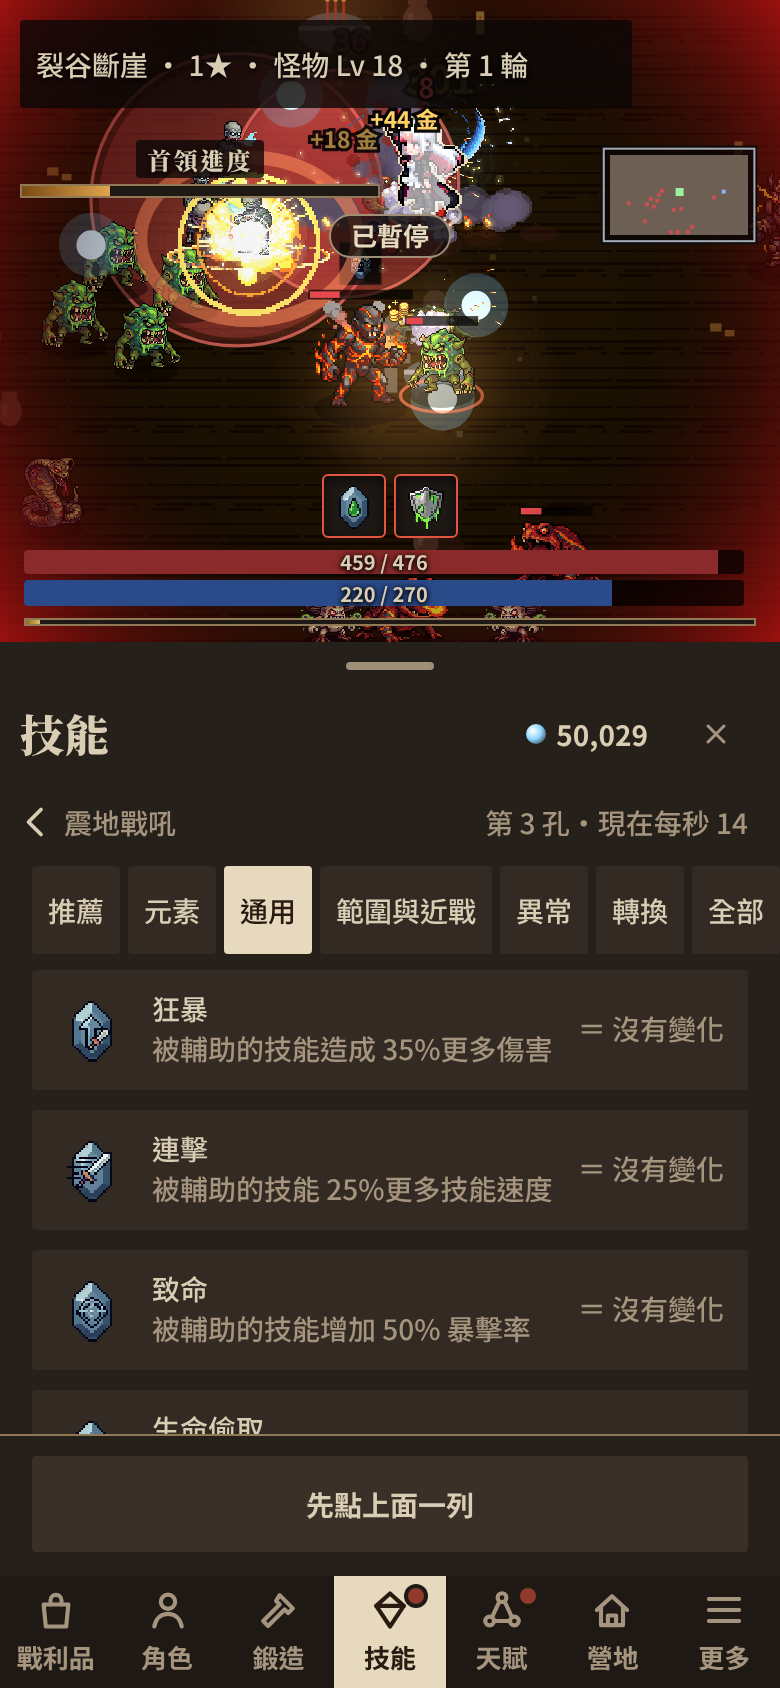 裂谷斷崖 • 1★ • 怪物 Lv 18 • 第 1 輪
+44 金
+18 金
首領進度
已暫停
459 / 476
220 / 270
技能
50,029
震地戰吼
第 3 孔・現在每秒 14
推薦
元素
通用
範圍與近戰
異常
轉換
全部
狂暴
被輔助的技能造成 35%更多傷害
＝ 沒有變化
連擊
被輔助的技能 25%更多技能速度
＝ 沒有變化
致命
被輔助的技能增加 50% 暴擊率
＝ 沒有變化
生命偷取
先點上面一列
戰利品
角色
鍛造
技能
天賦
營地
更多